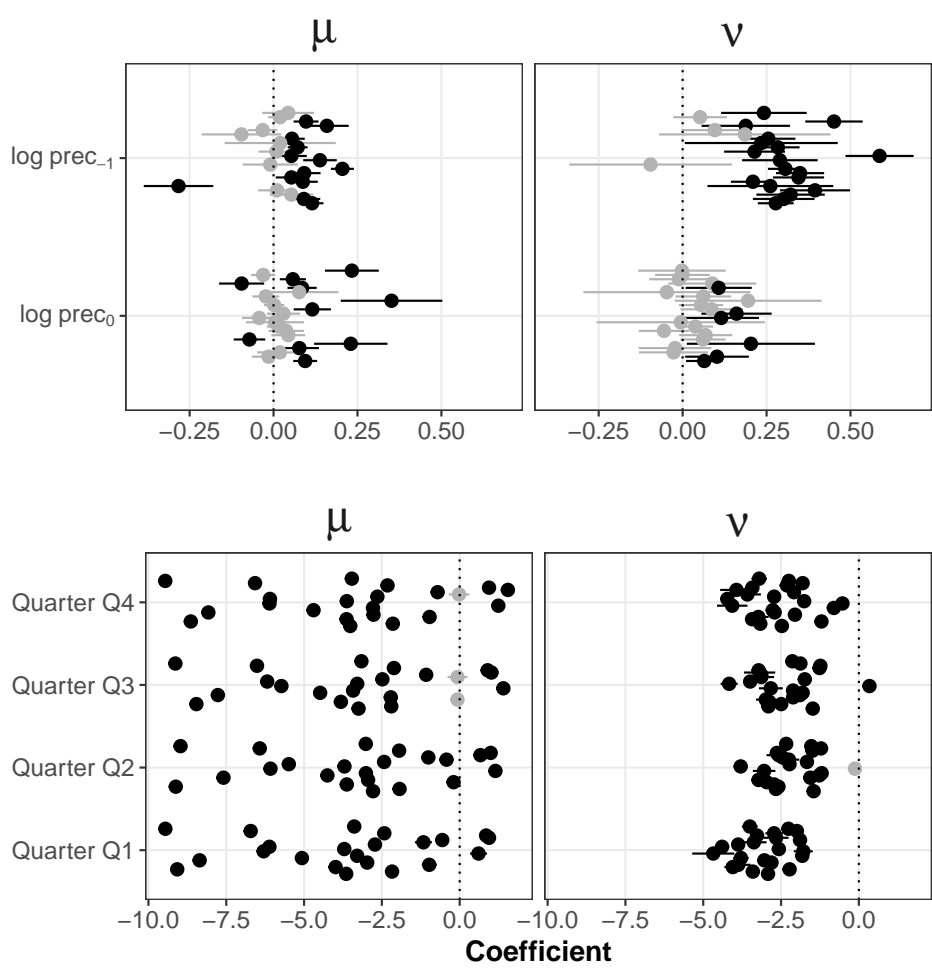 μ ν
log prec₋₁
log prec₀
−0.25 0.00 0.25 0.50 −0.25 0.00 0.25 0.50
μ ν
Quarter Q4
Quarter Q3
Quarter Q2
Quarter Q1
−10.0 −7.5 −5.0 −2.5 0.0 −10.0 −7.5 −5.0 −2.5 0.0
Coefficient